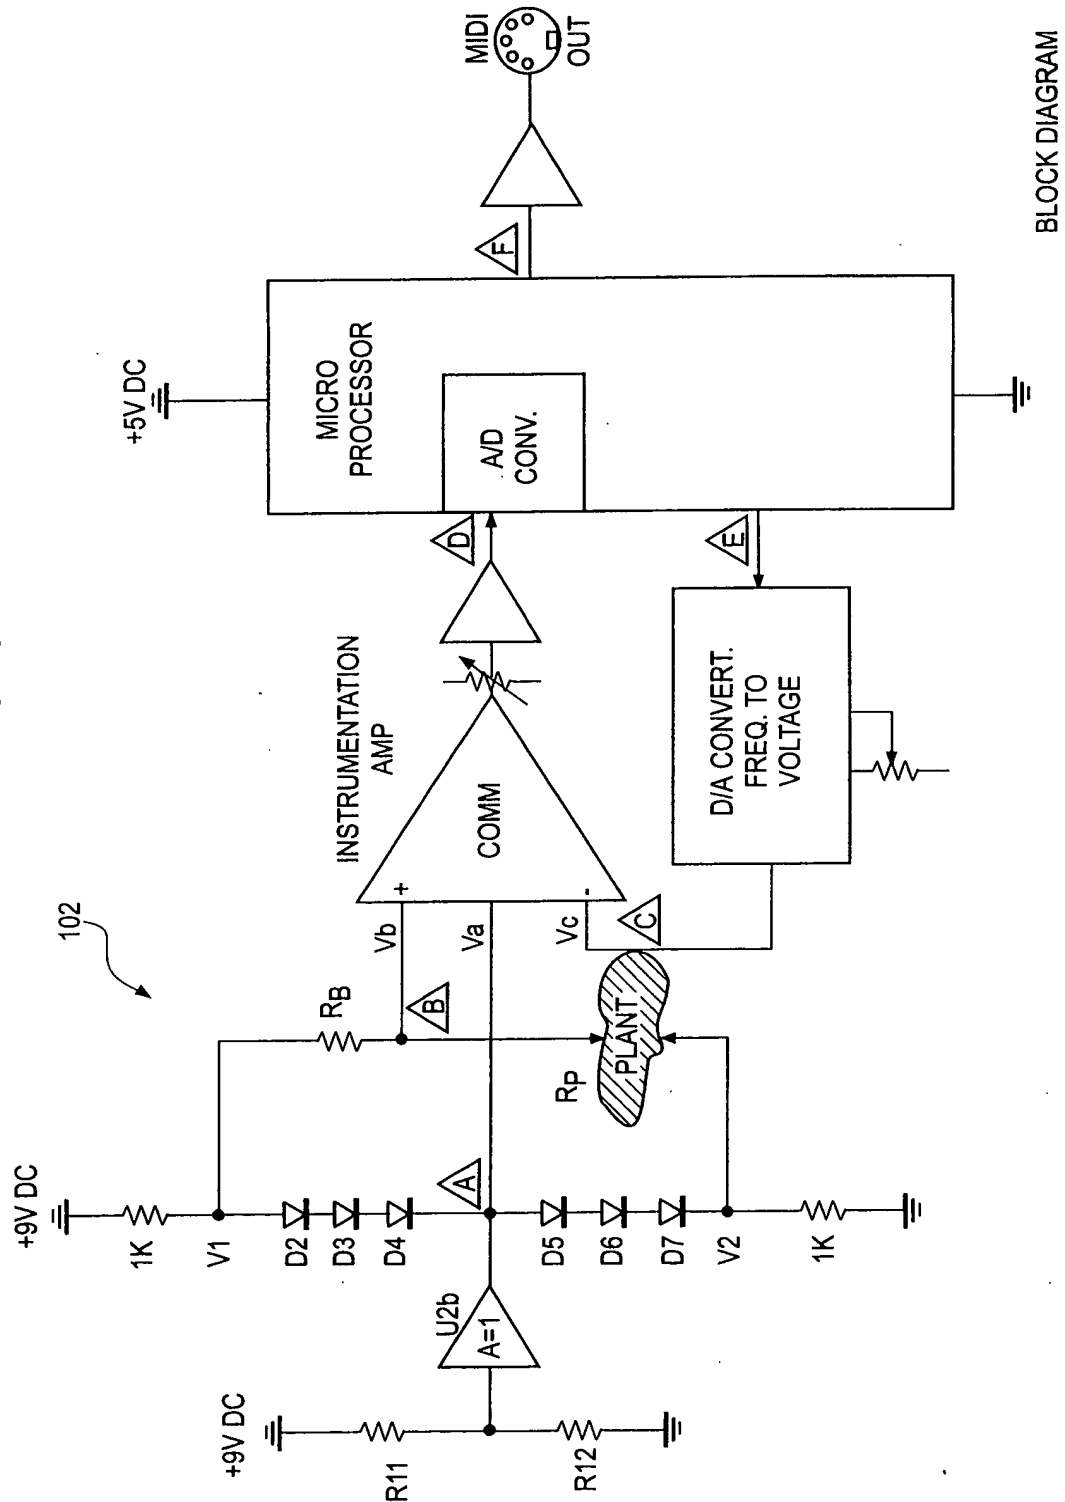 102
+9V DC
1K
V1
D2
D3
D4
A
D5
D6
D7
V2
1K
+9V DC
R11
R12
U2b
A=1
RB
B
RP
PLANT
Vb
Va
Vc
C
+
-
COMM
INSTRUMENTATION
AMP
D
+5V DC
MICRO
PROCESSOR
A/D
CONV.
E
D/A CONVERT.
FREQ. TO
VOLTAGE
F
MIDI
OUT
BLOCK DIAGRAM